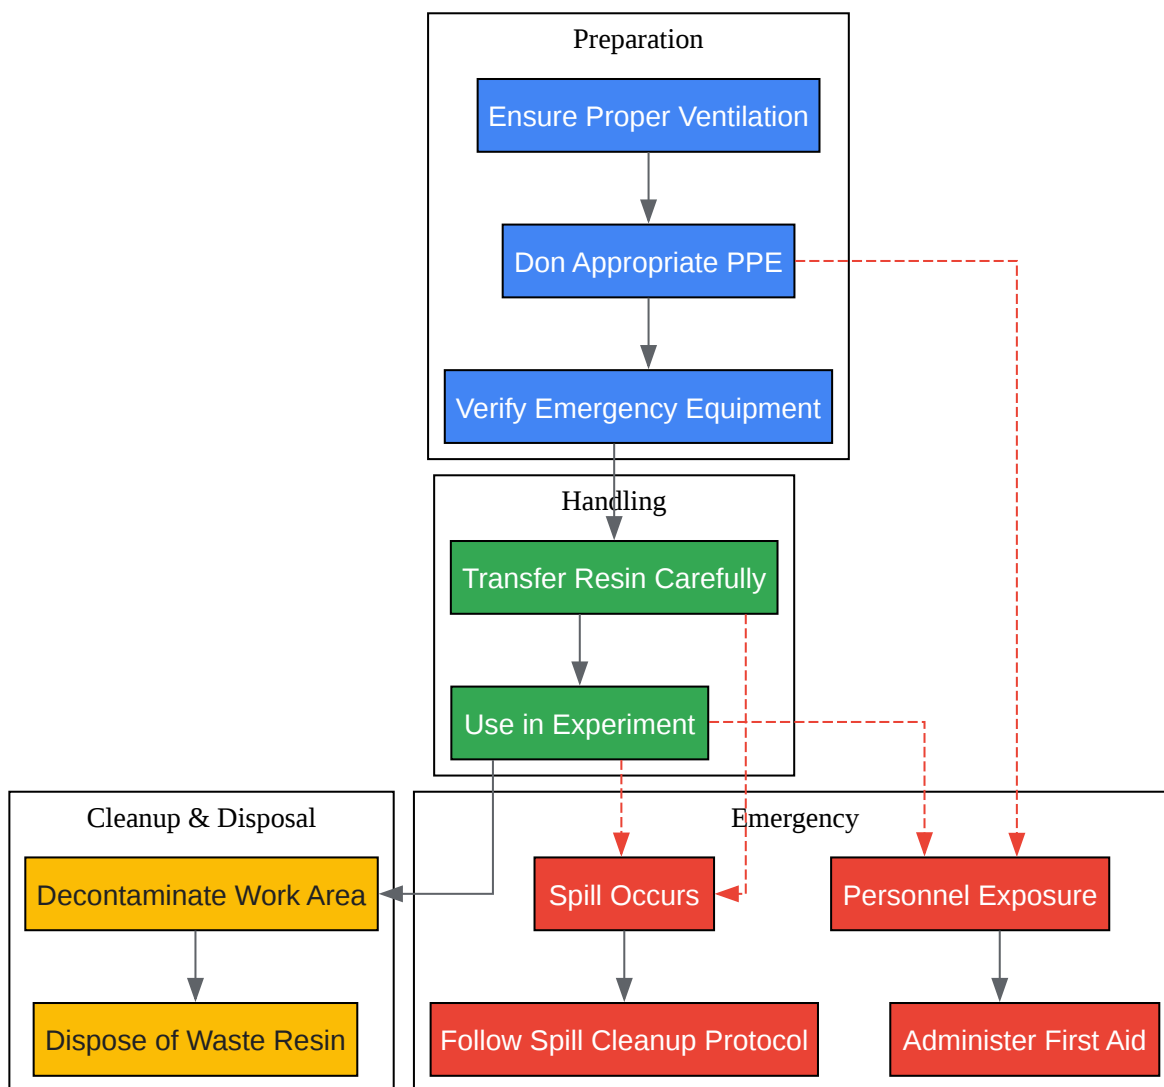 Preparation
Ensure Proper Ventilation
Don Appropriate PPE
Verify Emergency Equipment
Handling
Transfer Resin Carefully
Use in Experiment
Cleanup & Disposal
Decontaminate Work Area
Dispose of Waste Resin
Emergency
Spill Occurs
Personnel Exposure
Follow Spill Cleanup Protocol
Administer First Aid